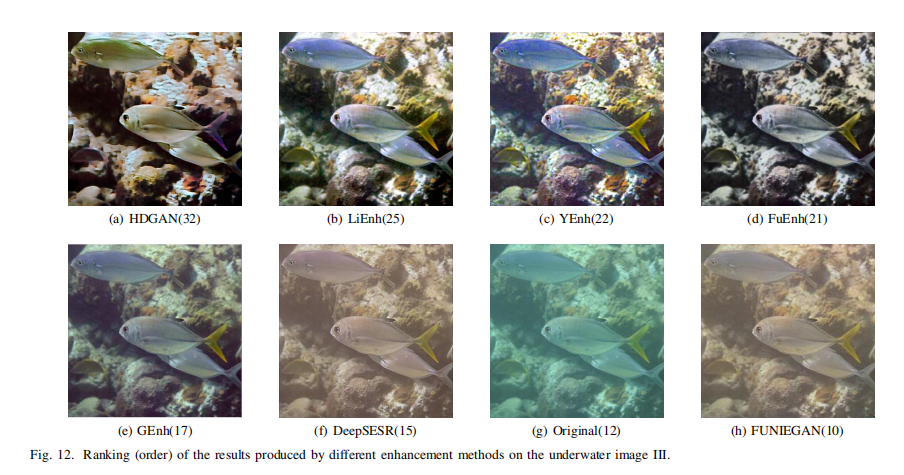 (a) HDGAN(32)
(b) LiEnh(25)
(c) YEnh(22)
(d) FuEnh(21)
(e) GEnh(17)
(f) DeepSESR(15)
(g) Original(12)
(h) FUNIEGAN(10)
Fig. 12. Ranking (order) of the results produced by different enhancement methods on the underwater image III.